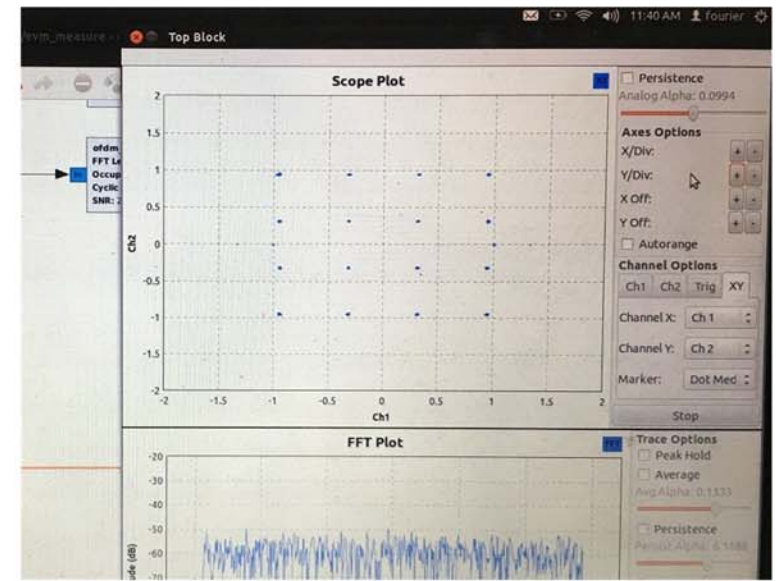 11:40 AM fourier
/evm_measure
Top Block
Scope Plot
2
1.5
1
0.5
0
-0.5
-1
-1.5
-2
Ch2
-2 -1.5 -1 -0.5 0 0.5 1 1.5 2
Ch1
Persistence
Analog Alpha: 0.0994
Axes Options
X/Div: + -
Y/Div: + -
X Off: + -
Y Off: + -
Autorange
Channel Options
Ch1 Ch2 Trig XY
Channel X: Ch 1
Channel Y: Ch 2
Marker: Dot Med
Stop
ofdm_
FFT Le
Occup
Cyclic
SNR: 2
FFT Plot
-20
-30
-40
-50
-60
-70
ude (dB)
Trace Options
Peak Hold
Average
Avg Alpha: 0.1333
Persistence